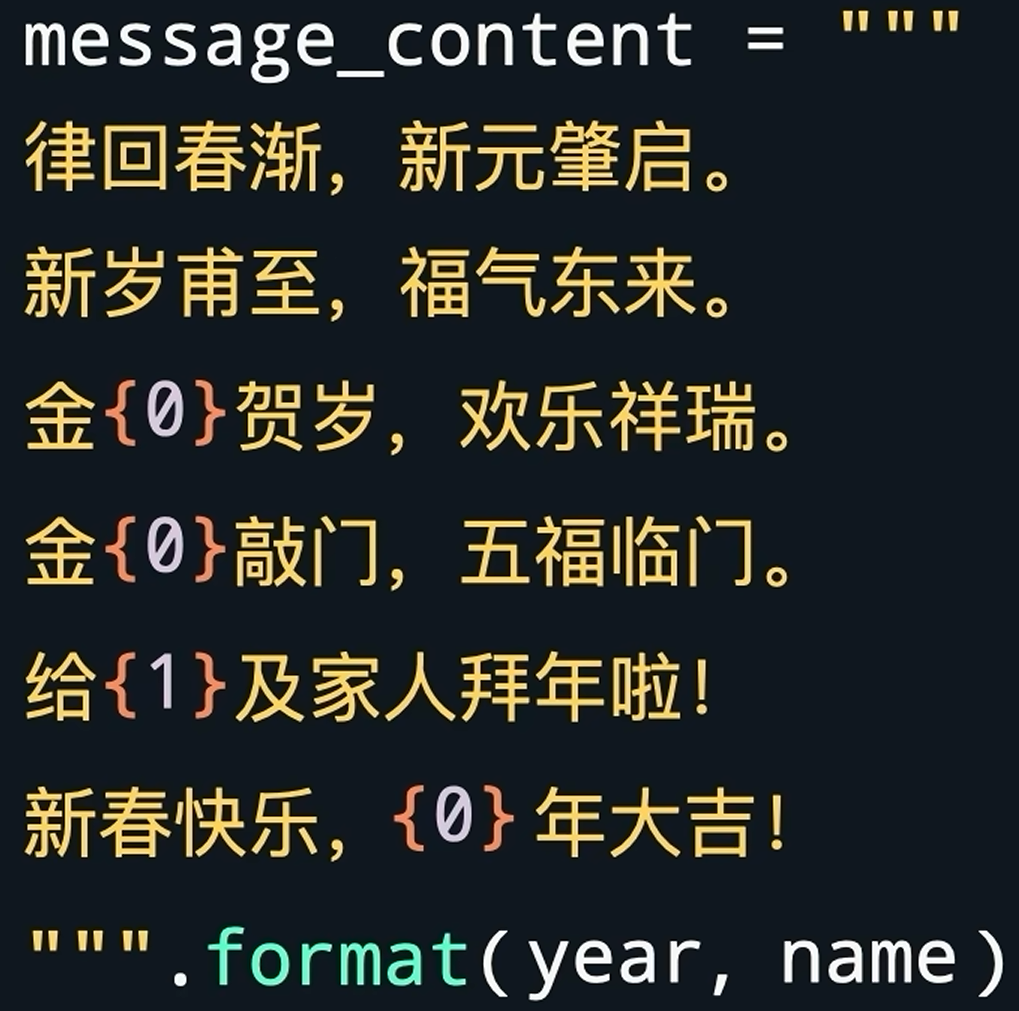 message_content = """
律回春渐，新元肇启。
新岁甫至，福气东来。
金{0}贺岁，欢乐祥瑞。
金{0}敲门，五福临门。
给{1}及家人拜年啦！
新春快乐，{0}年大吉！
""".format(year, name)